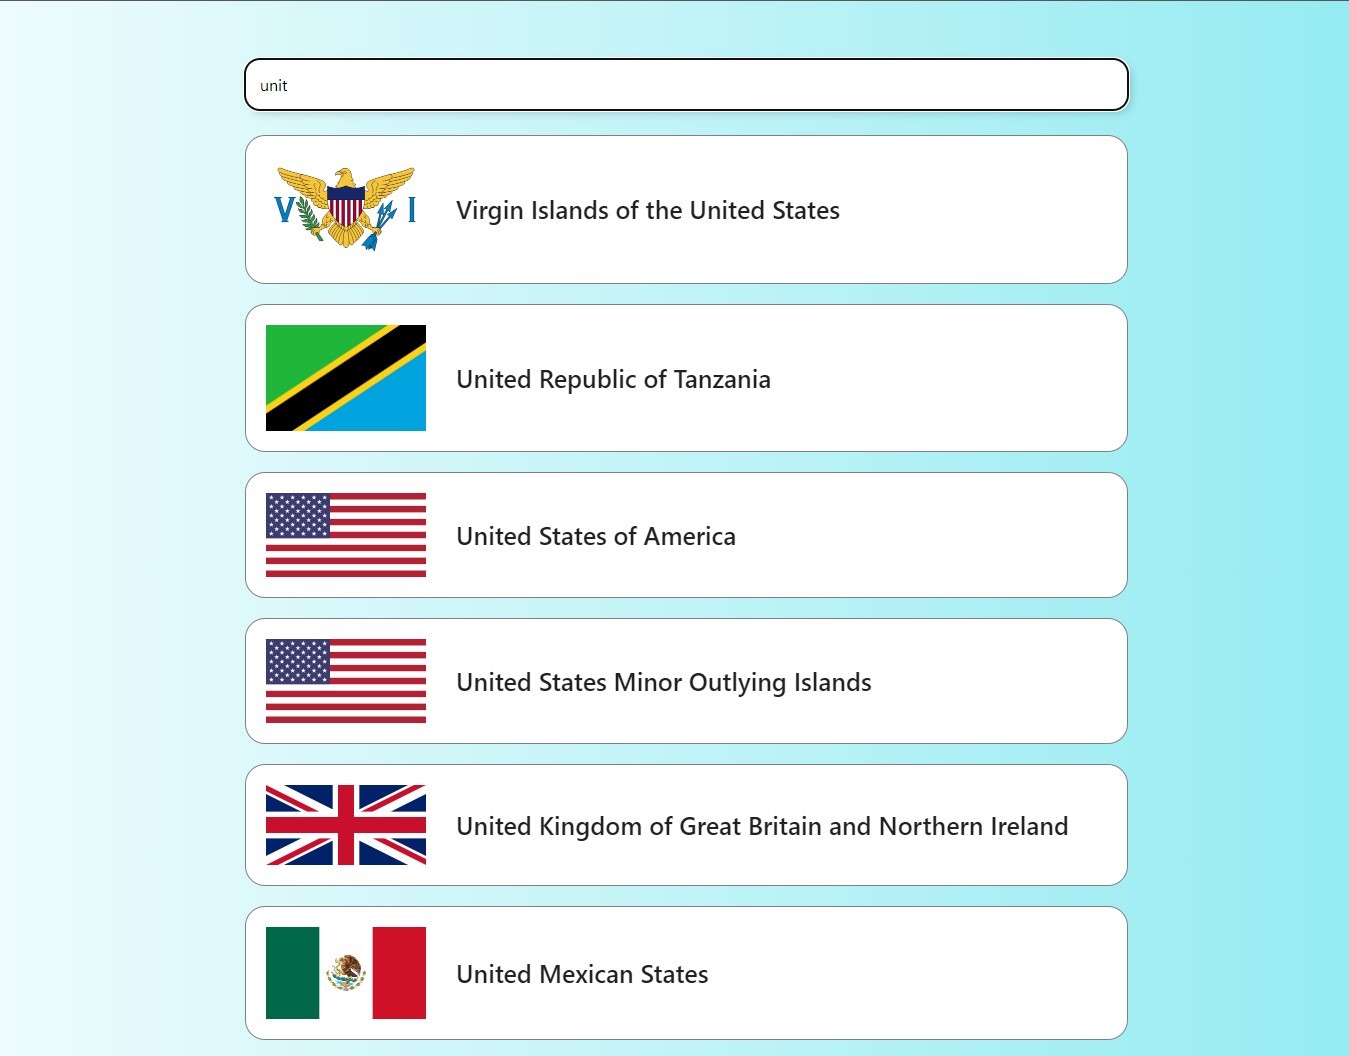 unit
V I
Virgin Islands of the United States
United Republic of Tanzania
United States of America
United States Minor Outlying Islands
United Kingdom of Great Britain and Northern Ireland
United Mexican States